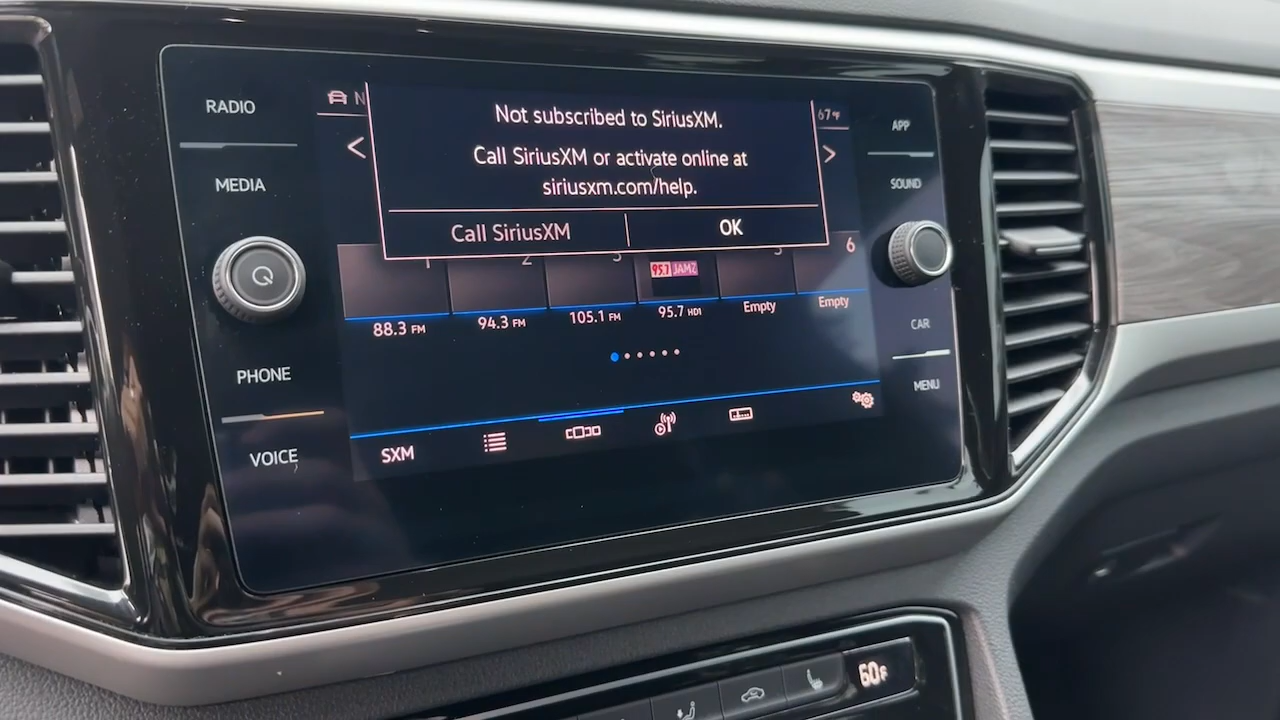 RADIO
MEDIA
PHONE
VOICE
N
67°F
Not subscribed to SiriusXM.
Call SiriusXM or activate online at
siriusxm.com/help.
Call SiriusXM
OK
1
2
3
5
6
95.7 JAMZ
88.3 FM
94.3 FM
105.1 FM
95.7 HD1
Empty
Empty
SXM
APP
SOUND
CAR
MENU
60°F